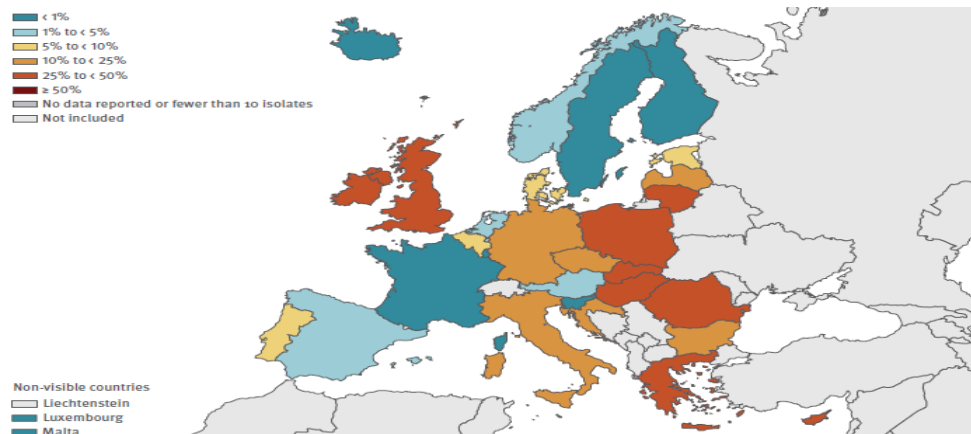 < 1%
1% to < 5%
5% to < 10%
10% to < 25%
25% to < 50%
≥ 50%
No data reported or fewer than 10 isolates
Not included
Non-visible countries
Liechtenstein
Luxembourg
Malta